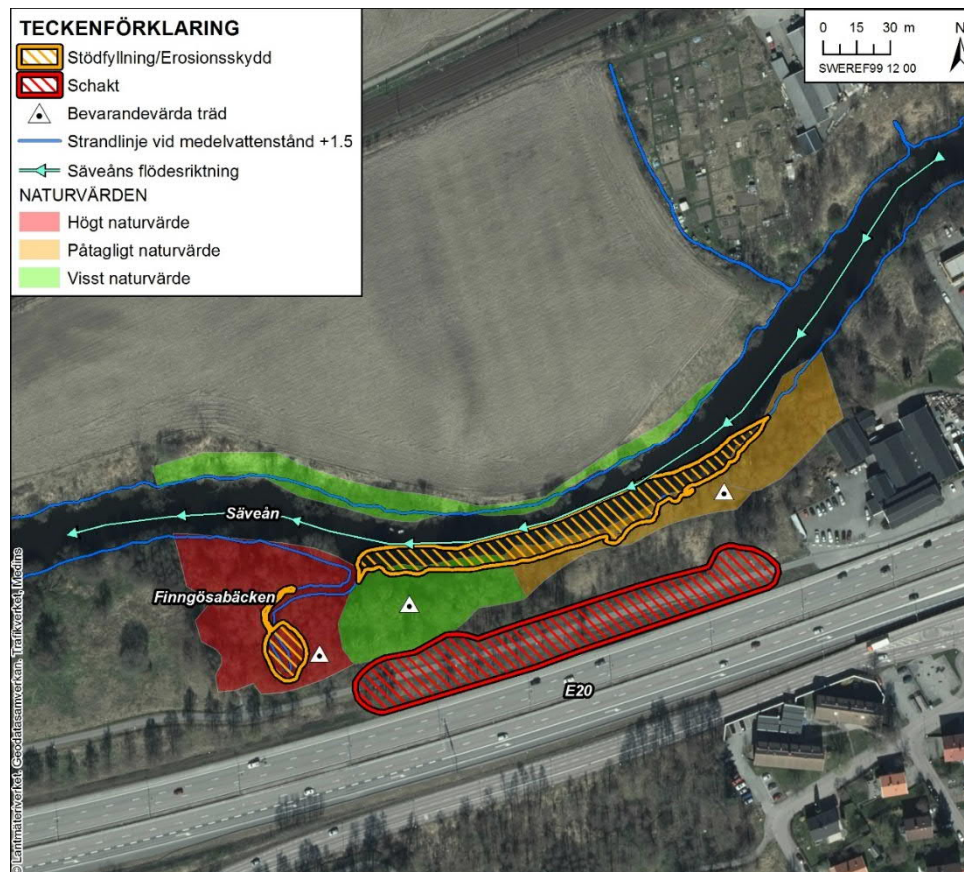 TECKENFÖRKLARING
Stödfyllning/Erosionsskydd
Schakt
Bevarandevärda träd
Strandlinje vid medelvattenstånd +1.5
Säveåns flödesriktning
NATURVÄRDEN
Högt naturvärde
Påtagligt naturvärde
Visst naturvärde
0 15 30 m
SWEREF99 12 00
N
Säveån
Finngösabäcken
E20
© Lantmäteriverket, Geodatasamverkan, Trafikverket, Medins